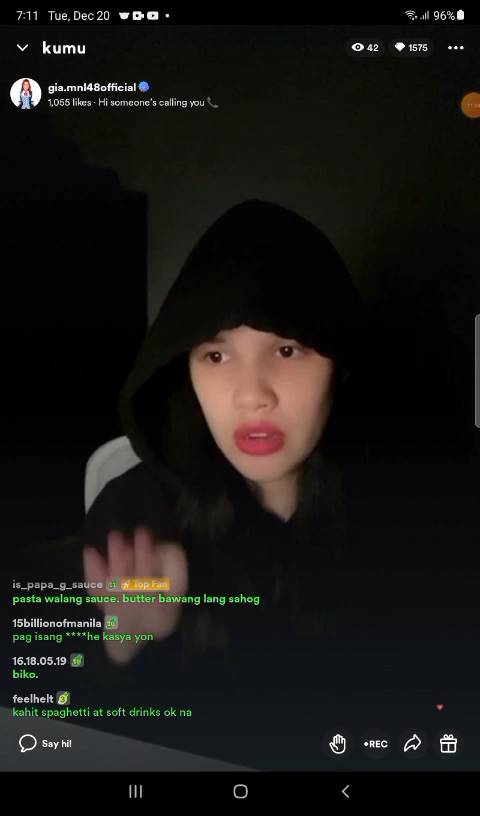 7:11 Tue, Dec 20 96%
kumu 42 1575
gia.mnl48official
1,055 likes · Hi someone's calling you 📞
is_papa_g_sauce Top Fan
pasta walang sauce. butter bawang lang sahog
15billionofmanila
pag isang ****he kasya yon
16.18.05.19
biko.
feelhelt 3
kahit spaghetti at soft drinks ok na
Say hi! •REC